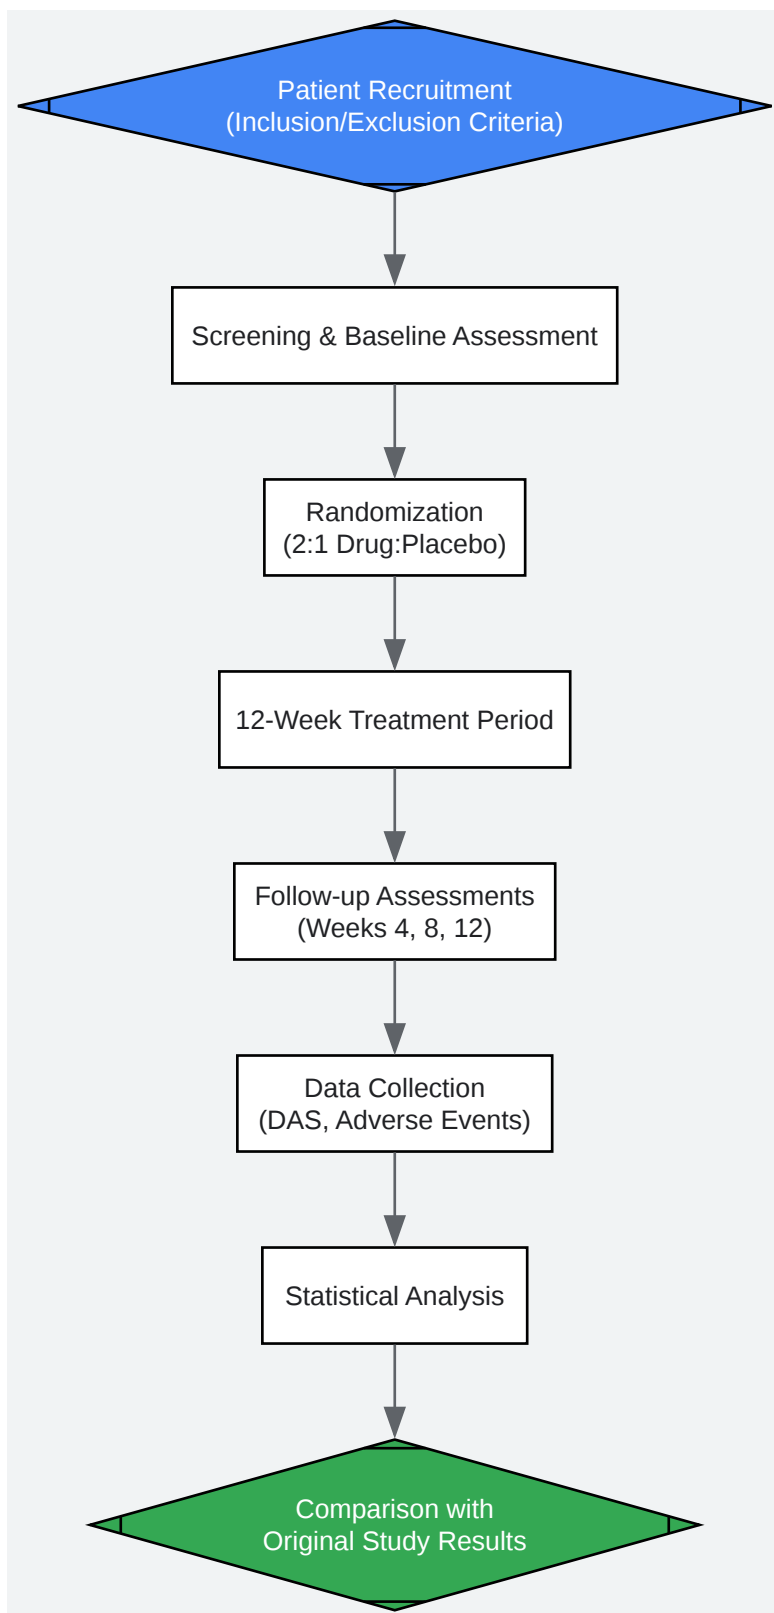 Patient Recruitment
(Inclusion/Exclusion Criteria)
Screening & Baseline Assessment
Randomization
(2:1 Drug:Placebo)
12-Week Treatment Period
Follow-up Assessments
(Weeks 4, 8, 12)
Data Collection
(DAS, Adverse Events)
Statistical Analysis
Comparison with
Original Study Results